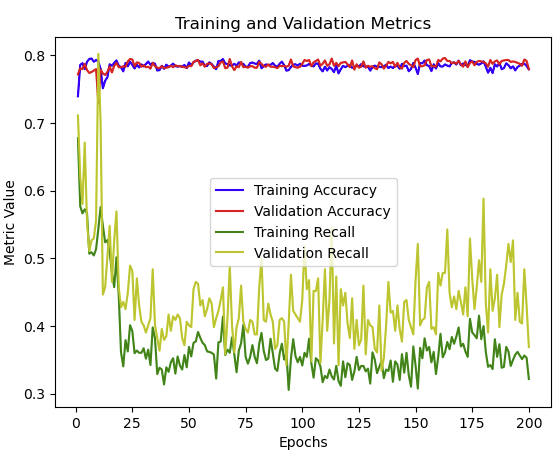 Training and Validation Metrics
Metric Value
0.8
0.7
0.6
0.5
0.4
0.3
Training Accuracy
Validation Accuracy
Training Recall
Validation Recall
0 25 50 75 100 125 150 175 200
Epochs